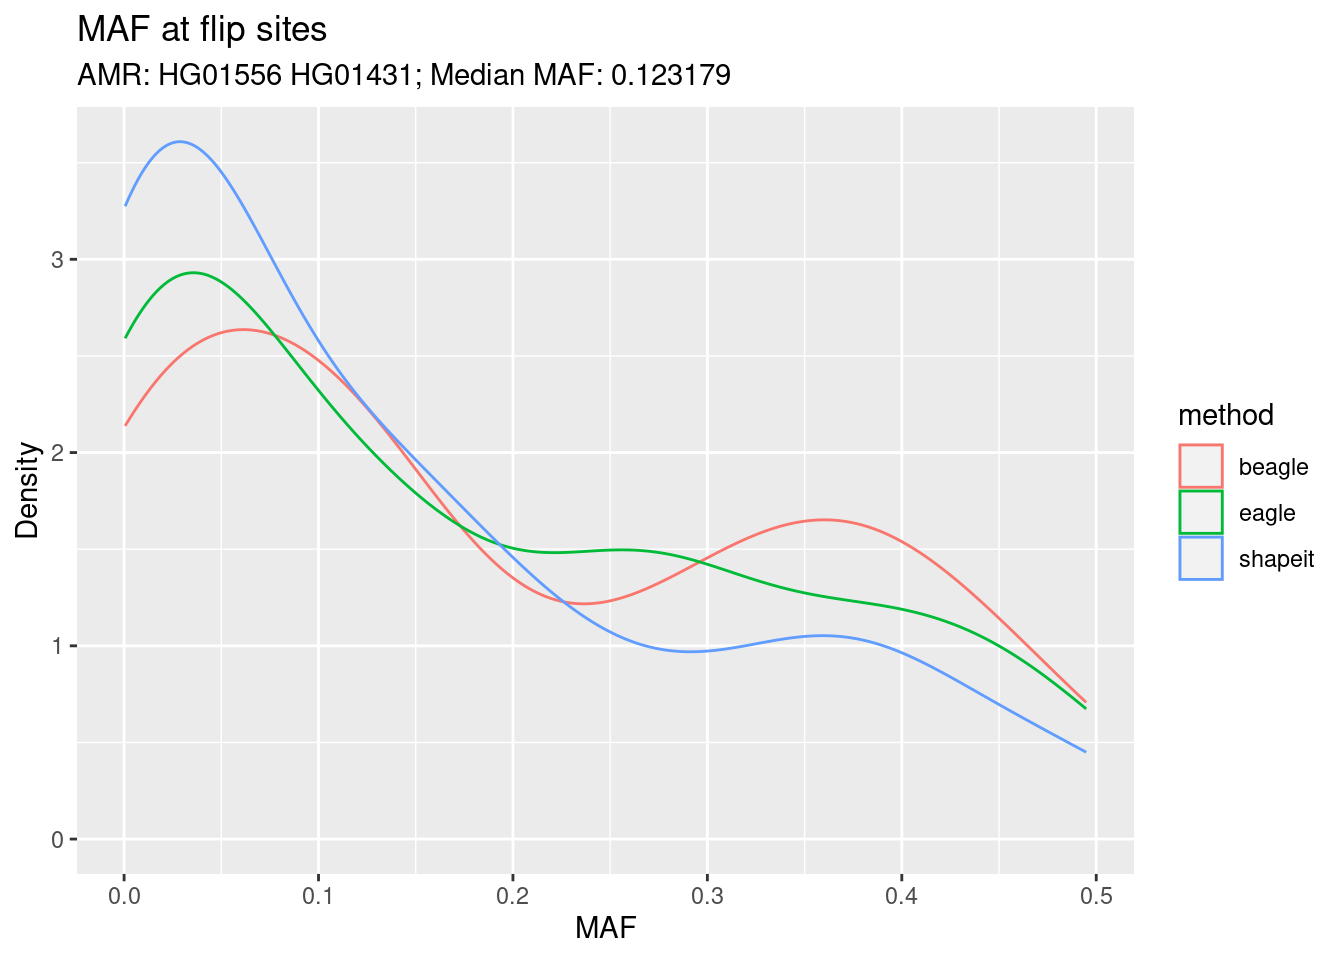 MAF at flip sites
AMR: HG01556 HG01431; Median MAF: 0.123179
3
2
1
0
Density
0.0 0.1 0.2 0.3 0.4 0.5
MAF
method
beagle
eagle
shapeit